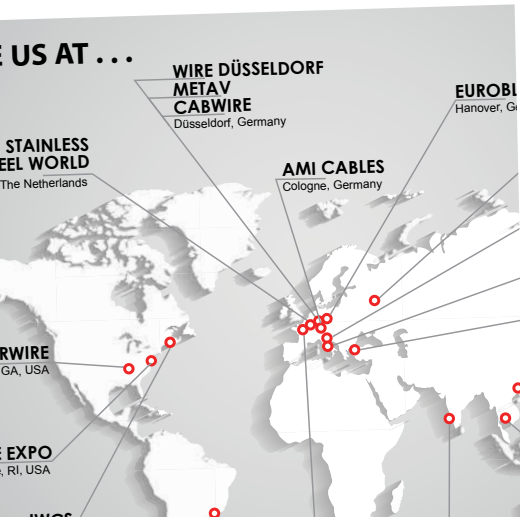 E US AT . . .
WIRE DÜSSELDORF
METAV
CABWIRE
Düsseldorf, Germany
EUROBL
Hanover, Ge
STAINLESS
EEL WORLD
The Netherlands
AMI CABLES
Cologne, Germany
RWIRE
GA, USA
E EXPO
, RI, USA